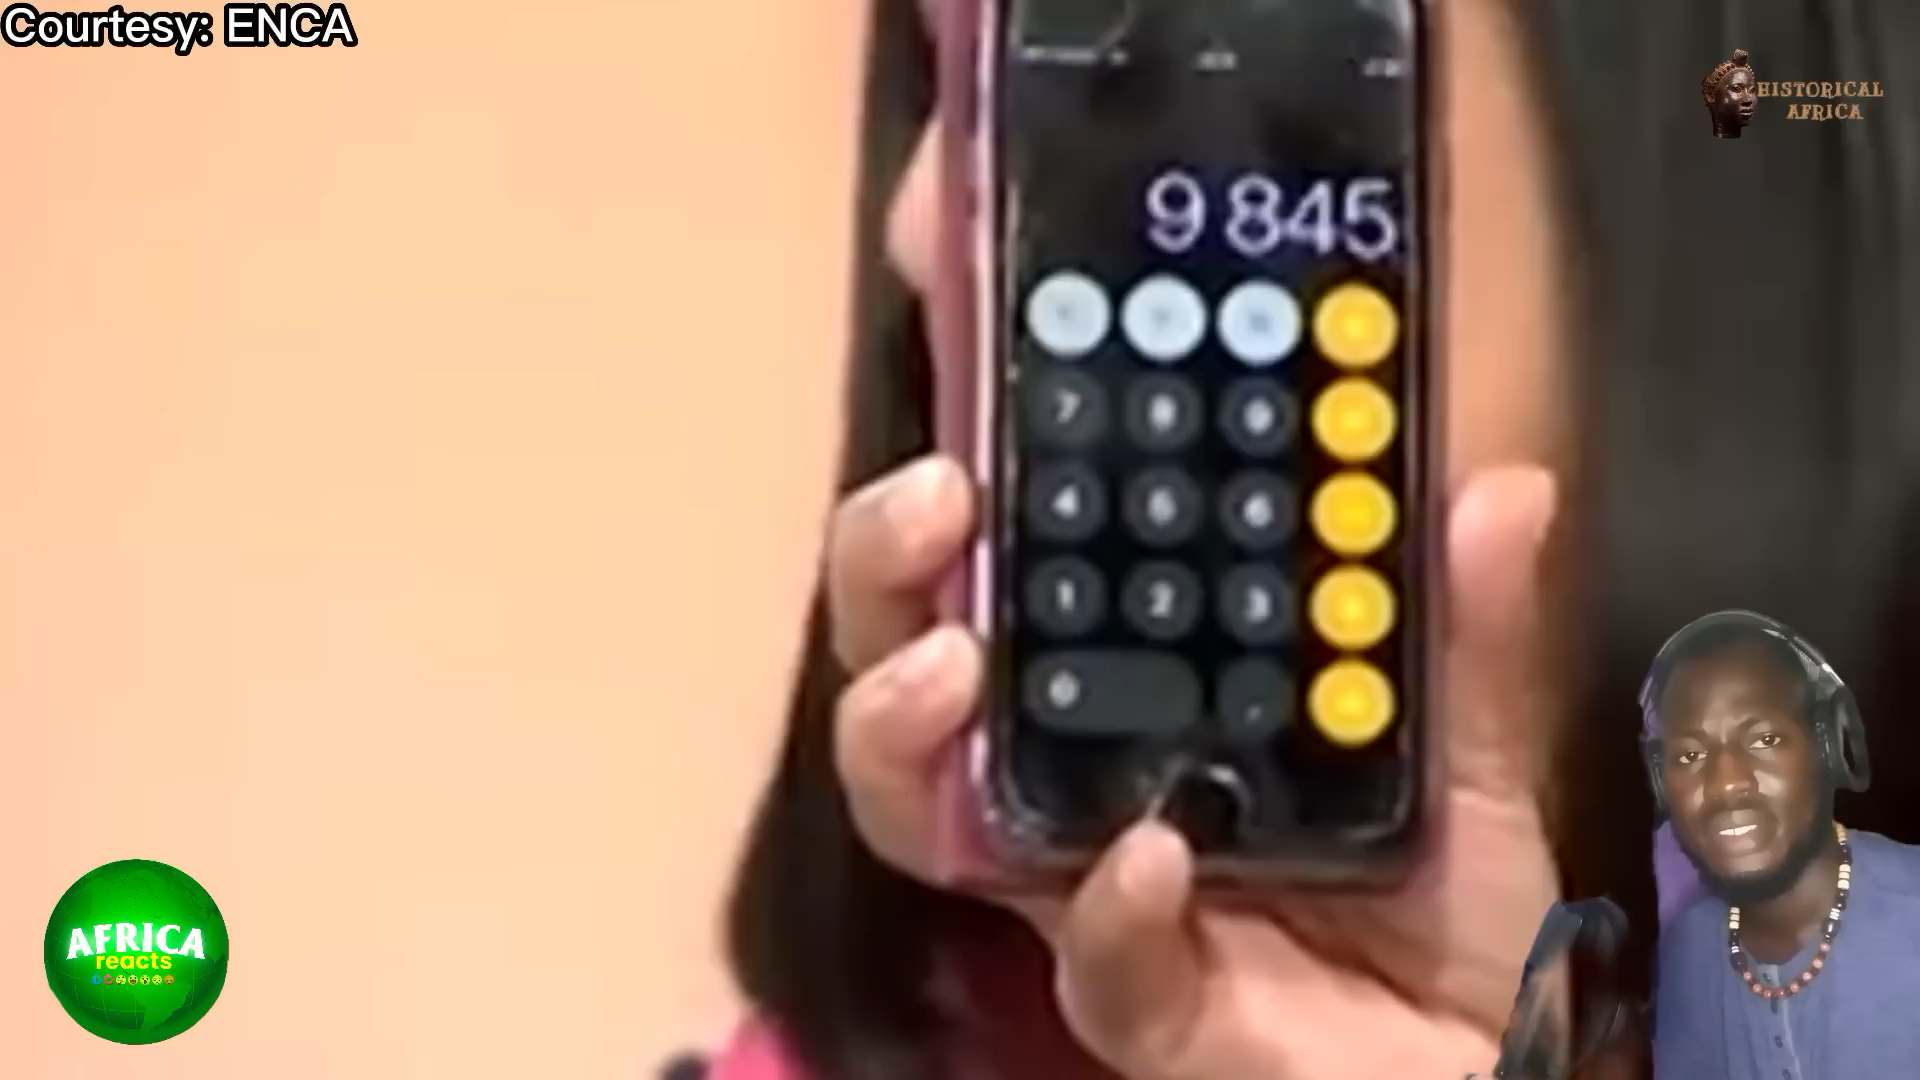 Courtesy: ENCA
HISTORICAL
AFRICA
9 845
7 8 9
4 5 6
1 2 3
0 ,
AFRICA
reacts